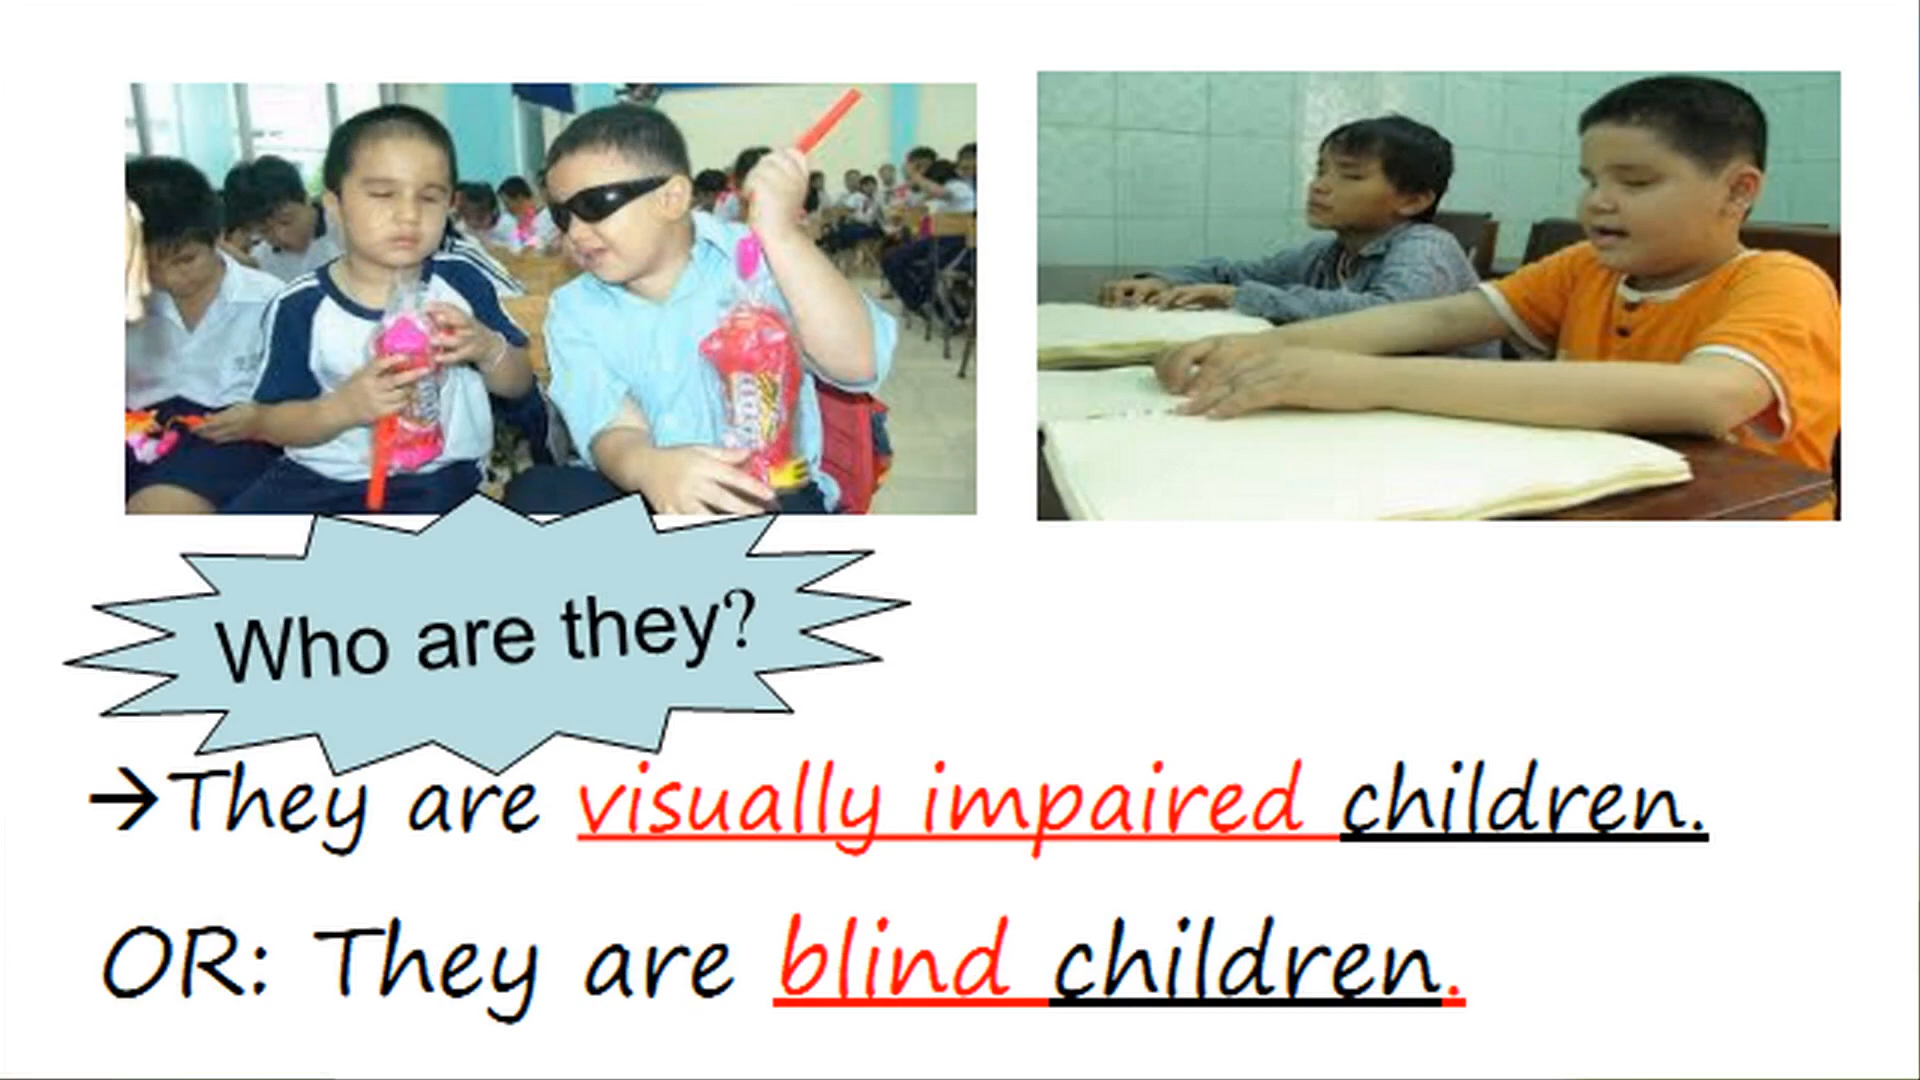 Who are they?
→They are visually impaired children.
OR: They are blind children.